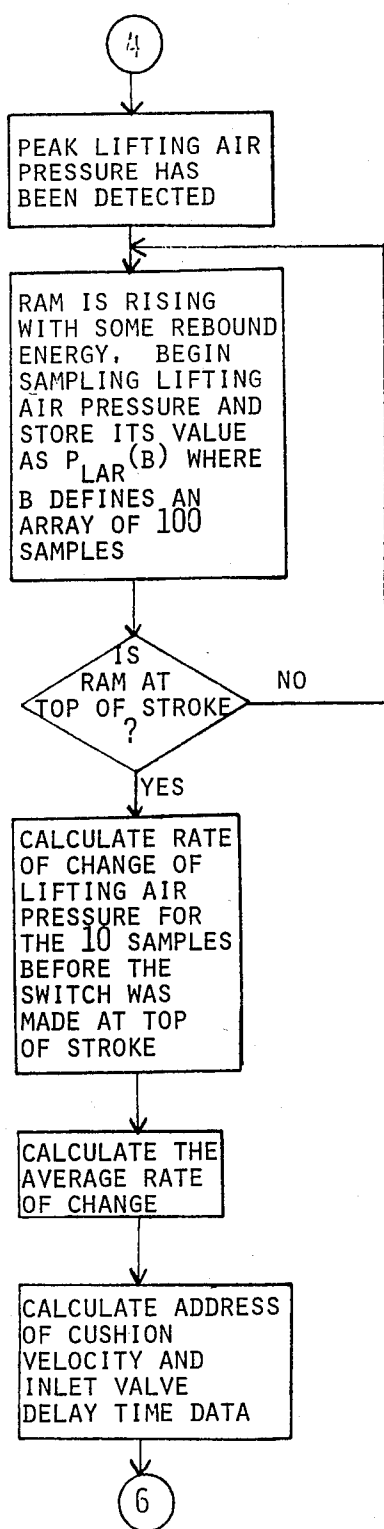 4
PEAK LIFTING AIR
PRESSURE HAS
BEEN DETECTED
RAM IS RISING
WITH SOME REBOUND
ENERGY. BEGIN
SAMPLING LIFTING
AIR PRESSURE AND
STORE ITS VALUE
AS P LAR (B) WHERE
B DEFINES AN
ARRAY OF 100
SAMPLES
IS
RAM AT
TOP OF STROKE
?
NO
YES
CALCULATE RATE
OF CHANGE OF
LIFTING AIR
PRESSURE FOR
THE 10 SAMPLES
BEFORE THE
SWITCH WAS
MADE AT TOP
OF STROKE
CALCULATE THE
AVERAGE RATE
OF CHANGE
CALCULATE ADDRESS
OF CUSHION
VELOCITY AND
INLET VALVE
DELAY TIME DATA
6